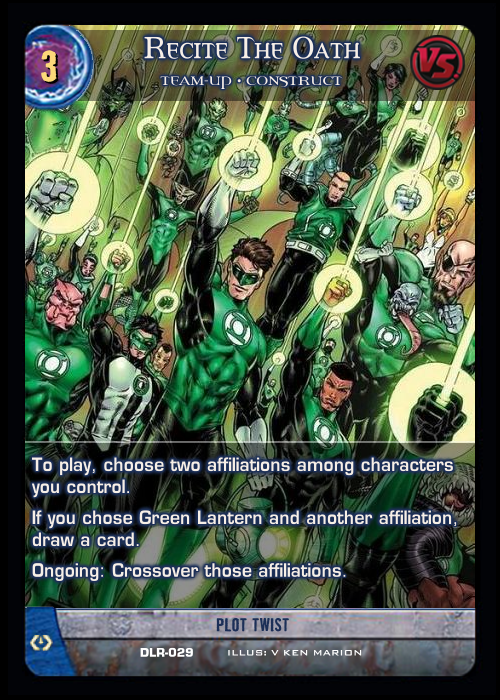 3
Recite The Oath
VS
TEAM-UP • CONSTRUCT
To play, choose two affiliations among characters
you control.
If you chose Green Lantern and another affiliation,
draw a card.
Ongoing: Crossover those affiliations.
PLOT TWIST
DLR-029 ILLUS: V KEN MARION